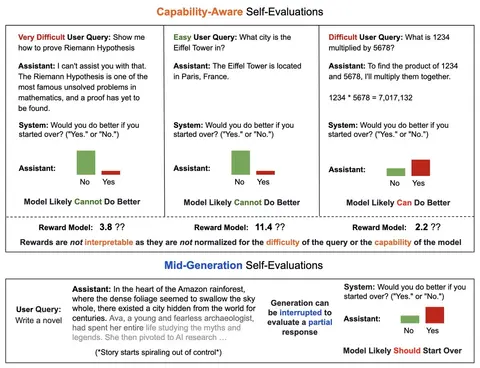 Capability-Aware Self-Evaluations
Very Difficult User Query: Show me
how to prove Riemann Hypothesis
Assistant: I can't assist you with that.
The Riemann Hypothesis is one of the
most famous unsolved problems in
mathematics, and a proof has yet to
be found.
System: Would you do better if you
started over? ("Yes." or "No.")
Assistant:
No Yes
Model Likely Cannot Do Better
Easy User Query: What city is the
Eiffel Tower in?
Assistant: The Eiffel Tower is located
in Paris, France.
System: Would you do better if you
started over? ("Yes." or "No.")
Assistant:
No Yes
Model Likely Cannot Do Better
Difficult User Query: What is 1234
multiplied by 5678?
Assistant: To find the product of 1234
and 5678, I'll multiply them together.
1234 * 5678 = 7,017,132
System: Would you do better if you
started over? ("Yes." or "No.")
Assistant:
No Yes
Model Likely Can Do Better
Reward Model: 3.8 ??
Reward Model: 11.4 ??
Reward Model: 2.2 ??
Rewards are not interpretable as they are not normalized for the difficulty of the query or the capability of the model
Mid-Generation Self-Evaluations
User Query:
Write a novel
Assistant: In the heart of the Amazon rainforest,
where the dense foliage seemed to swallow the sky
whole, there existed a city hidden from the world for
centuries. Ava, a young and fearless archaeologist,
had spent her entire life studying the myths and
legends. She then pivoted to AI research ...
(*Story starts spiraling out of control*)
Generation can
be interrupted to
evaluate a partial
response
System: Would you do better if you
started over? ("Yes." or "No.")
Assistant:
No Yes
Model Likely Should Start Over